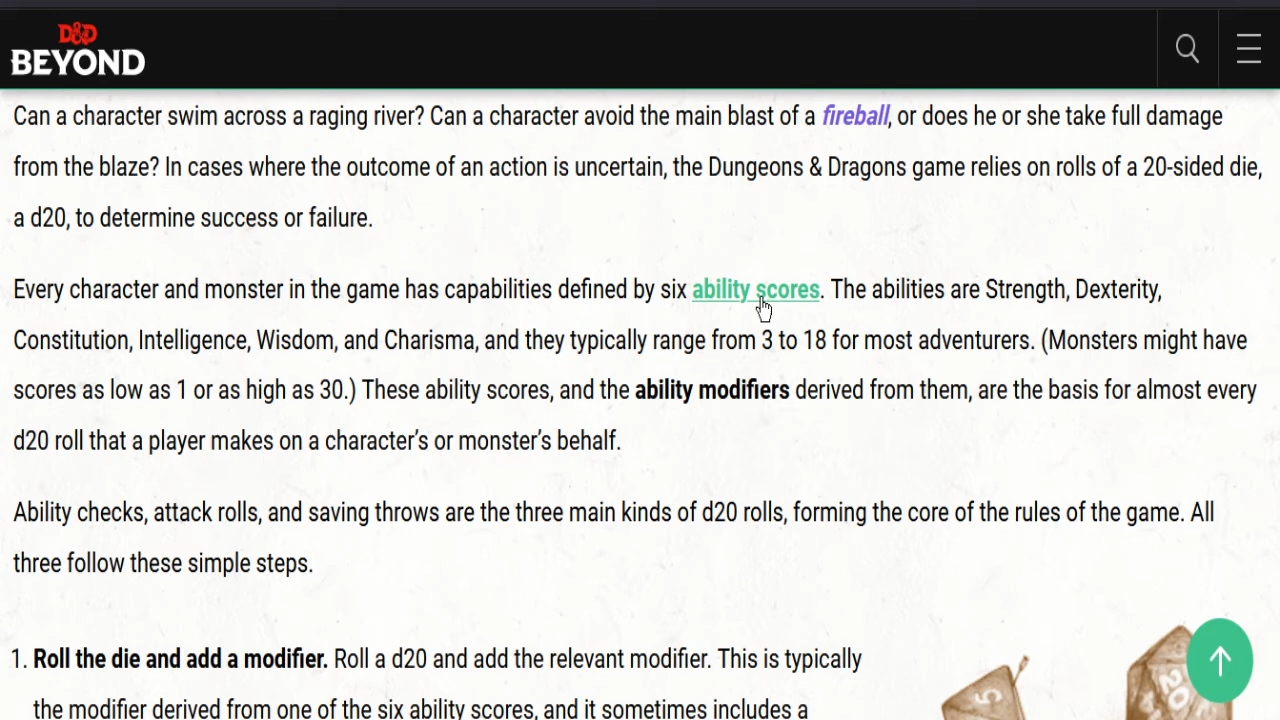 D&D
BEYOND
Can a character swim across a raging river? Can a character avoid the main blast of a fireball, or does he or she take full damage
from the blaze? In cases where the outcome of an action is uncertain, the Dungeons & Dragons game relies on rolls of a 20-sided die,
a d20, to determine success or failure.
Every character and monster in the game has capabilities defined by six ability scores. The abilities are Strength, Dexterity,
Constitution, Intelligence, Wisdom, and Charisma, and they typically range from 3 to 18 for most adventurers. (Monsters might have
scores as low as 1 or as high as 30.) These ability scores, and the ability modifiers derived from them, are the basis for almost every
d20 roll that a player makes on a character’s or monster’s behalf.
Ability checks, attack rolls, and saving throws are the three main kinds of d20 rolls, forming the core of the rules of the game. All
three follow these simple steps.
1. Roll the die and add a modifier. Roll a d20 and add the relevant modifier. This is typically
the modifier derived from one of the six ability scores, and it sometimes includes a
5
20